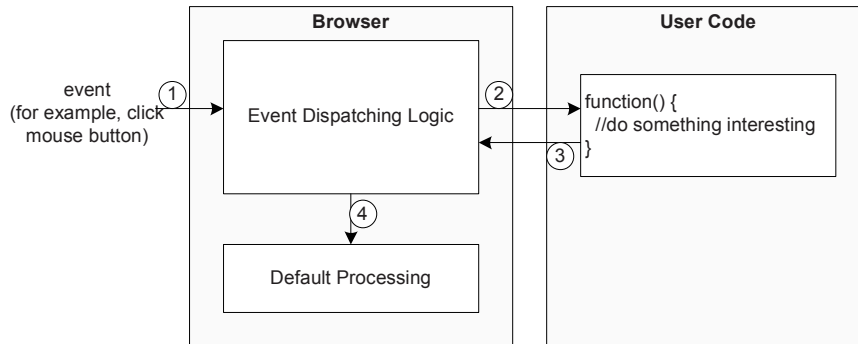 Browser
User Code
event
(for example, click
mouse button)
1
Event Dispatching Logic
2
function() {
//do something interesting
}
3
4
Default Processing